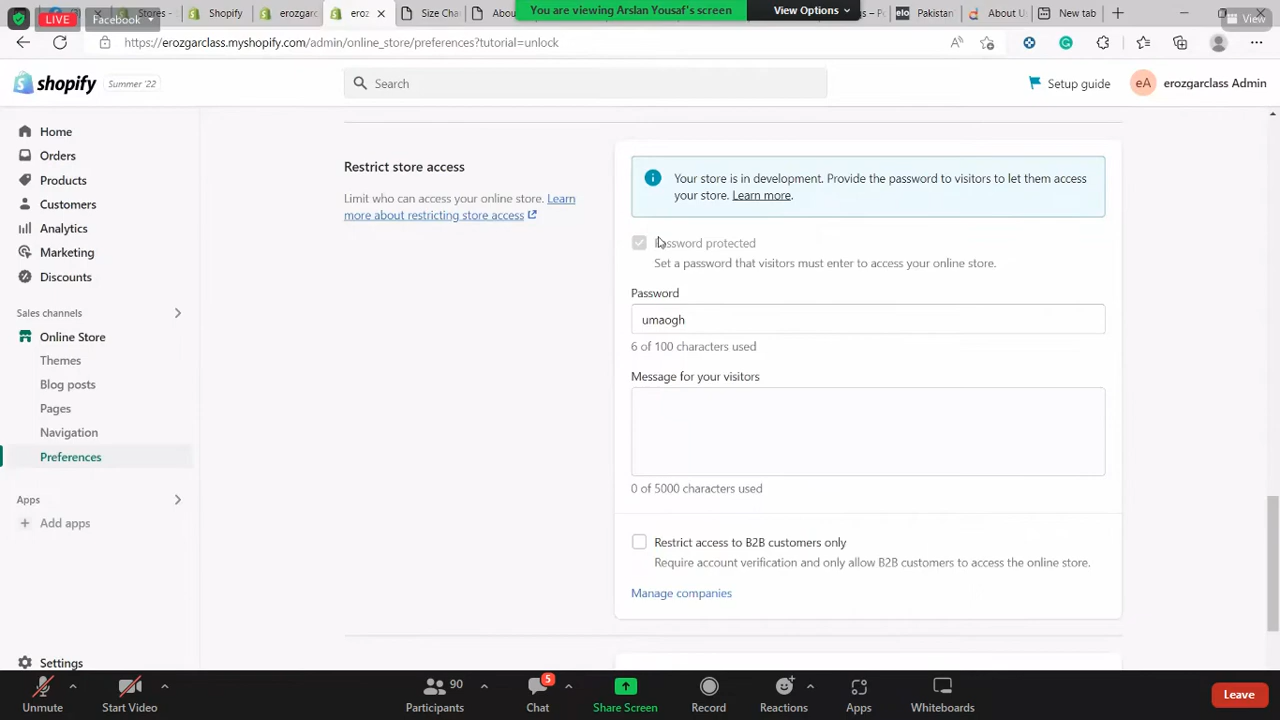 LIVE
Facebook
Stores -
Shopify
erozgar
eroz
Size
You are viewing Arslan Yousaf's screen
View Options
elo
Pakistan
About U
New tab
View
https://erozgarclass.myshopify.com/admin/online_store/preferences?tutorial=unlock
shopify
Summer '22
Search
Setup guide
eA
erozgarclass Admin
Home
Orders
Products
Customers
Analytics
Marketing
Discounts
Sales channels
Online Store
Themes
Blog posts
Pages
Navigation
Preferences
Apps
Add apps
Settings
Restrict store access
Limit who can access your online store. Learn
more about restricting store access
Your store is in development. Provide the password to visitors to let them access
your store. Learn more.
Password protected
Set a password that visitors must enter to access your online store.
Password
umaogh
6 of 100 characters used
Message for your visitors
0 of 5000 characters used
Restrict access to B2B customers only
Require account verification and only allow B2B customers to access the online store.
Manage companies
Unmute
Start Video
90
Participants
5
Chat
Share Screen
Record
Reactions
Apps
Whiteboards
Leave